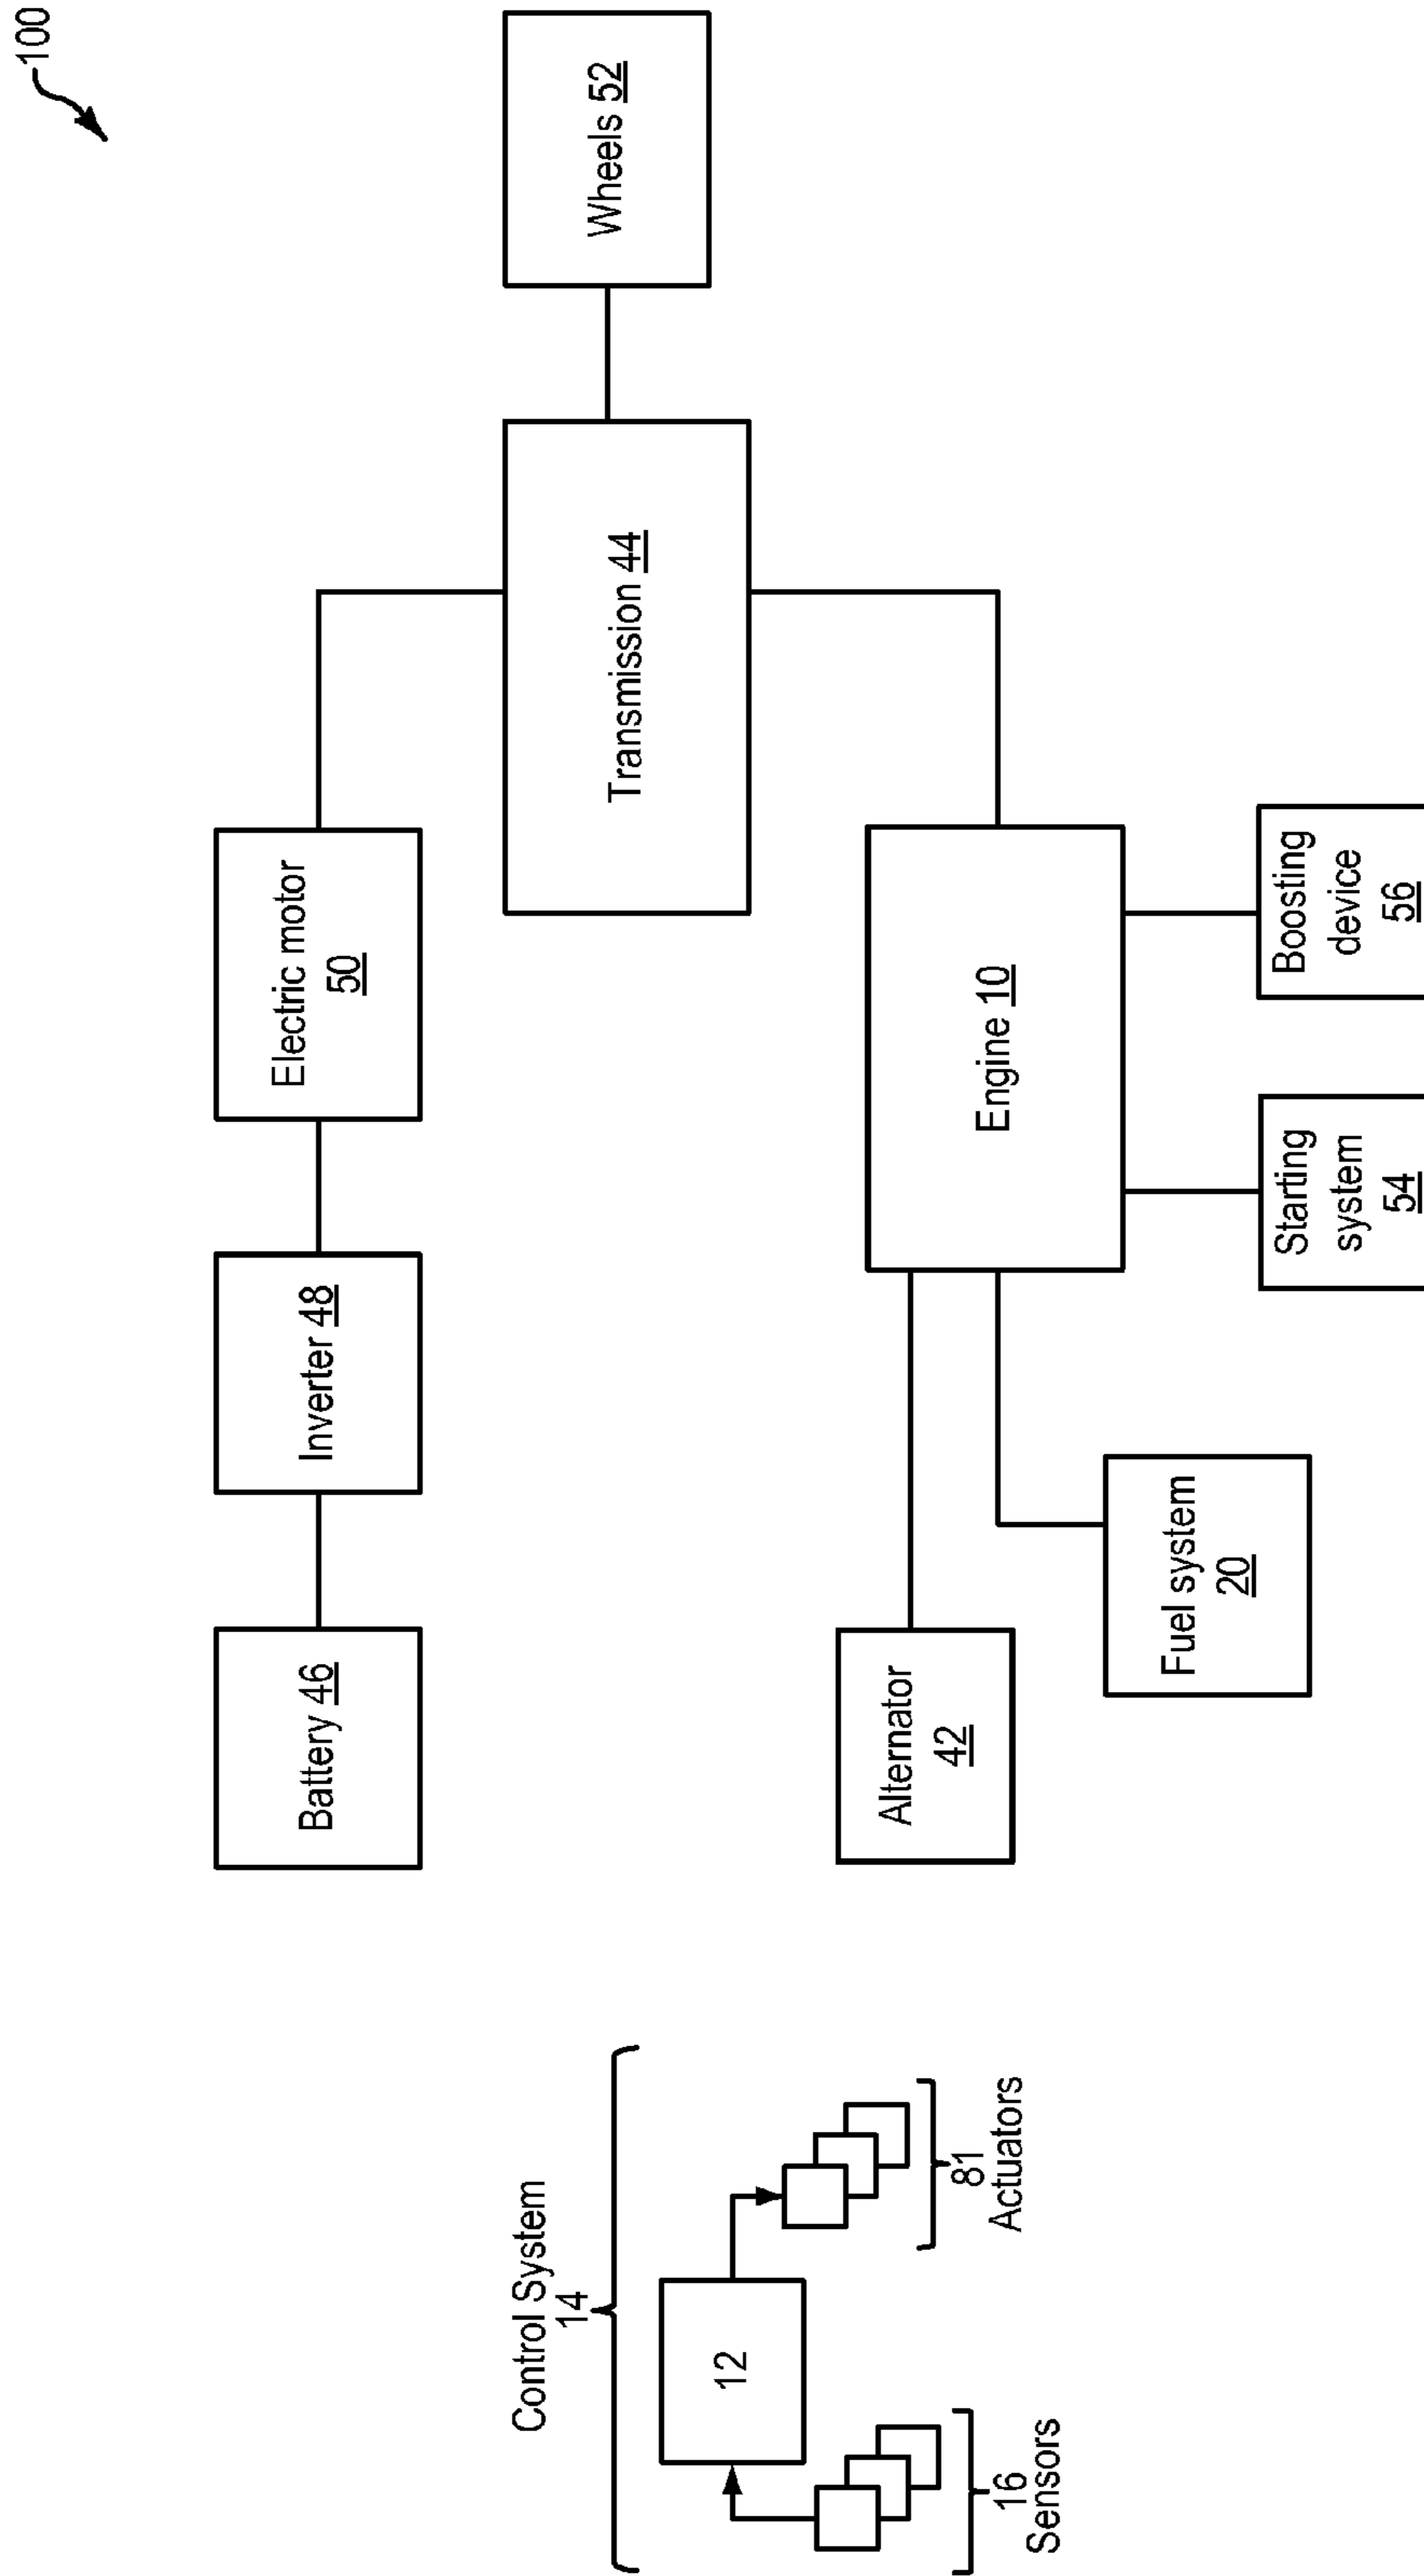 100
Battery 46
Inverter 48
Electric motor
50
Transmission 44
Wheels 52
Alternator
42
Engine 10
Fuel system
20
Starting
system
54
Boosting
device
56
Control System
14
12
81
Actuators
16
Sensors